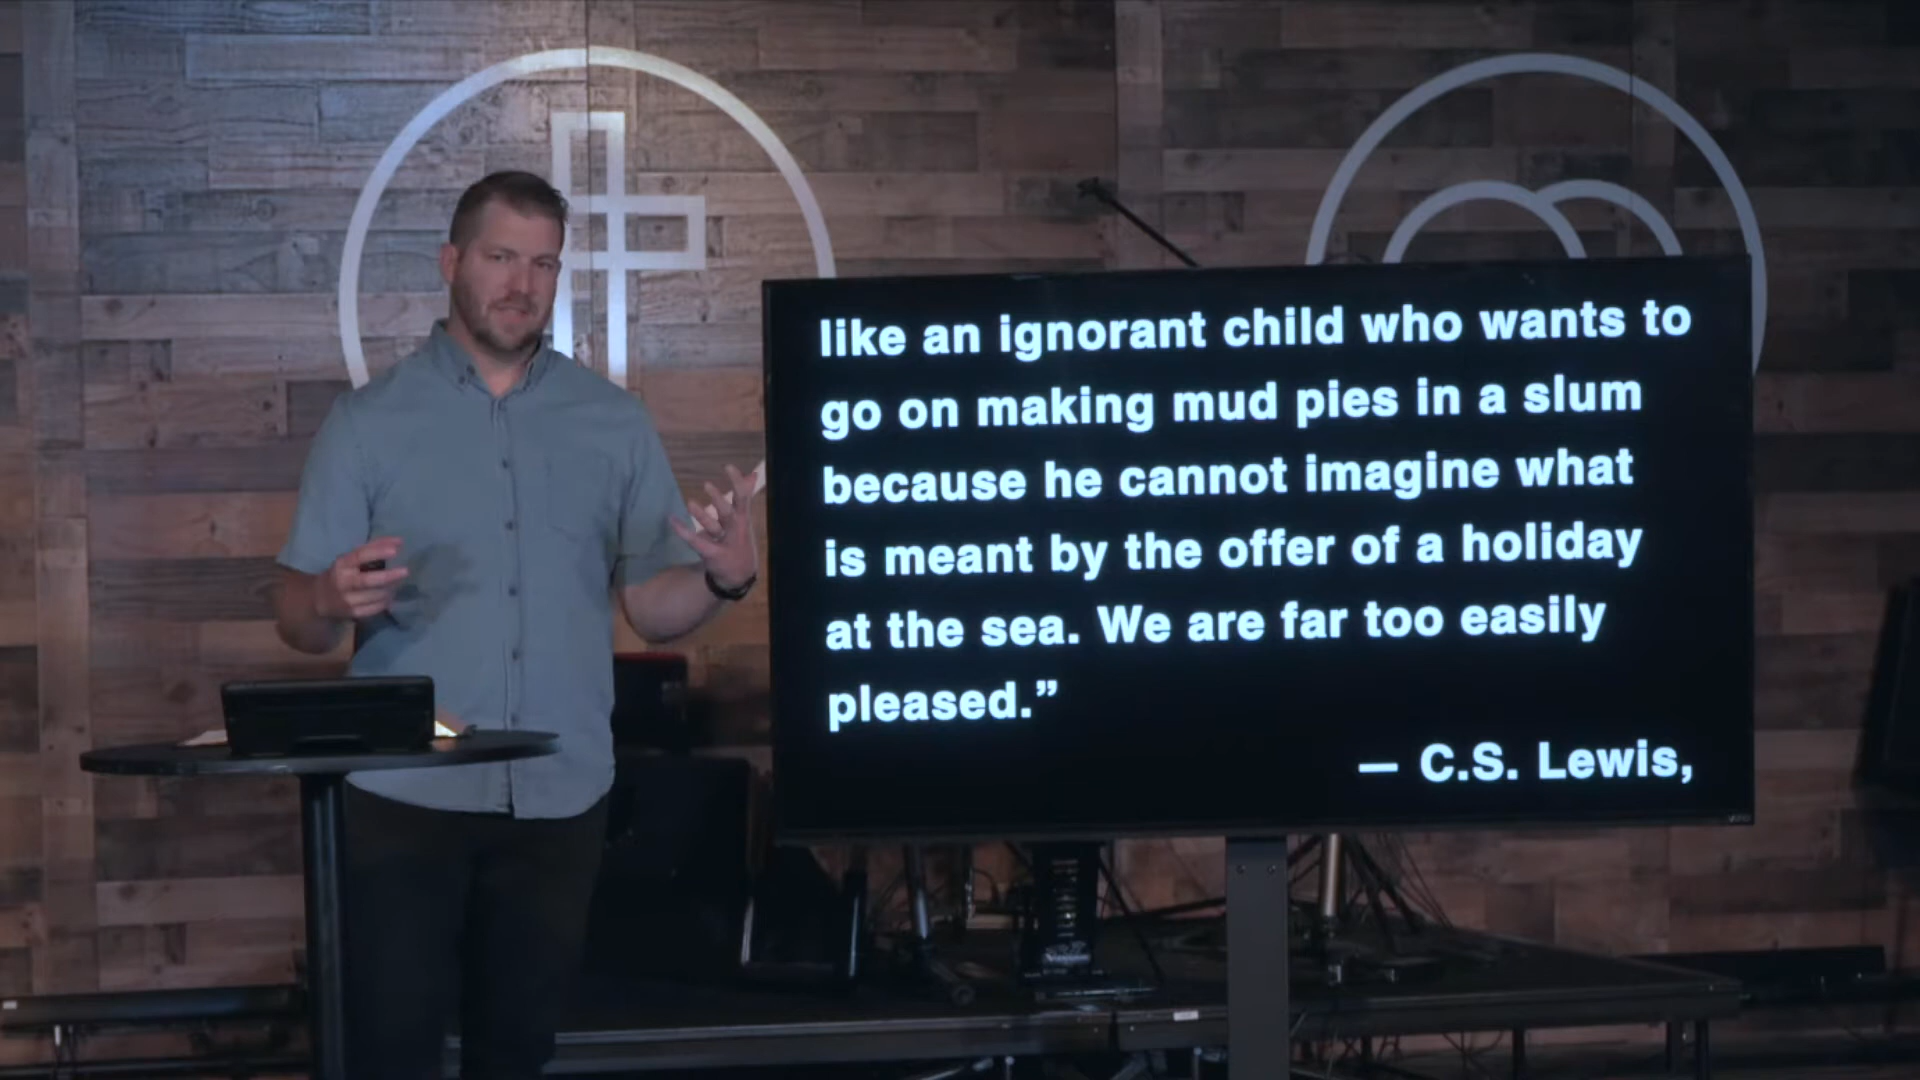 like an ignorant child who wants to
go on making mud pies in a slum
because he cannot imagine what
is meant by the offer of a holiday
at the sea. We are far too easily
pleased.”
— C.S. Lewis,